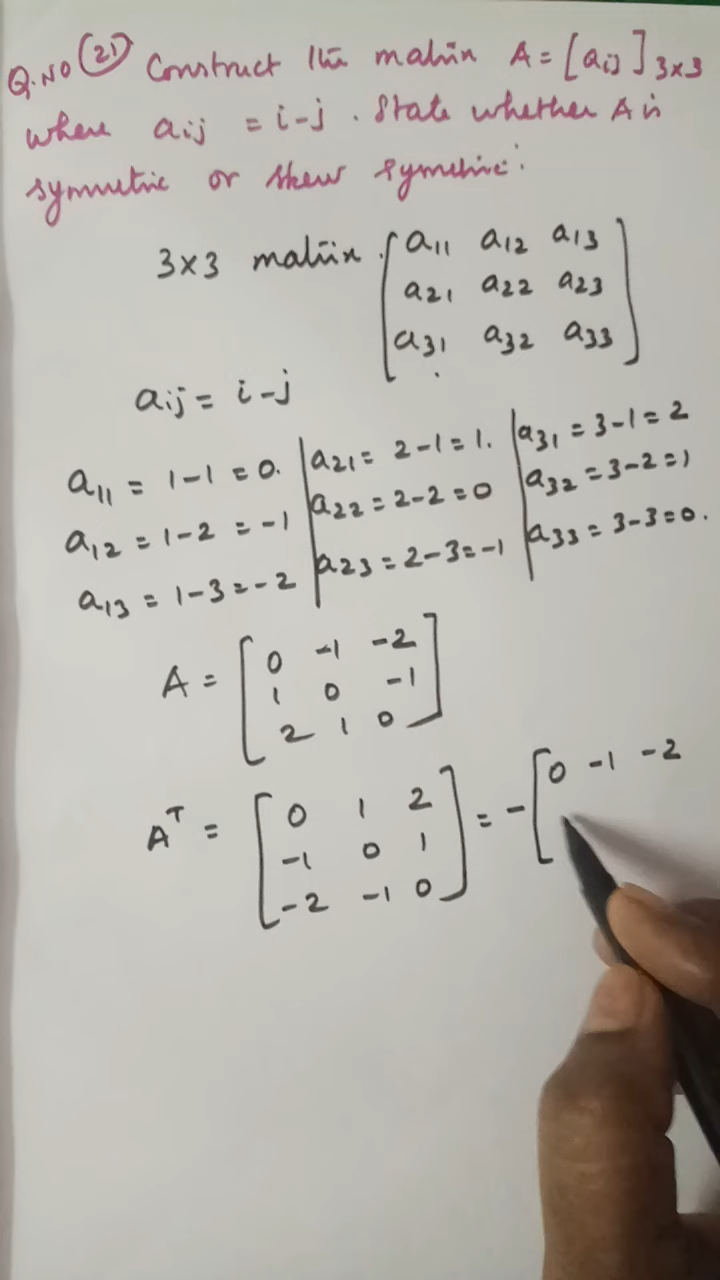 Q.NO (21) Construct the matrix A = [aij] 3×3
where aij = i-j . State whether A is
symmetric or skew symetric.
3×3 matrix [ a11 a12 a13
a21 a22 a23
a31 a32 a33 ]
aij = i-j
a11 = 1-1 = 0. | a21 = 2-1 = 1. | a31 = 3-1 = 2
a12 = 1-2 = -1 | a22 = 2-2 = 0 | a32 = 3-2 = 1
a13 = 1-3 = -2 | a23 = 2-3 = -1 | a33 = 3-3 = 0.
A = [ 0 -1 -2
1 0 -1
2 1 0 ]
A^T = [ 0 1 2
-1 0 1
-2 -1 0 ] = - [ 0 -1 -2